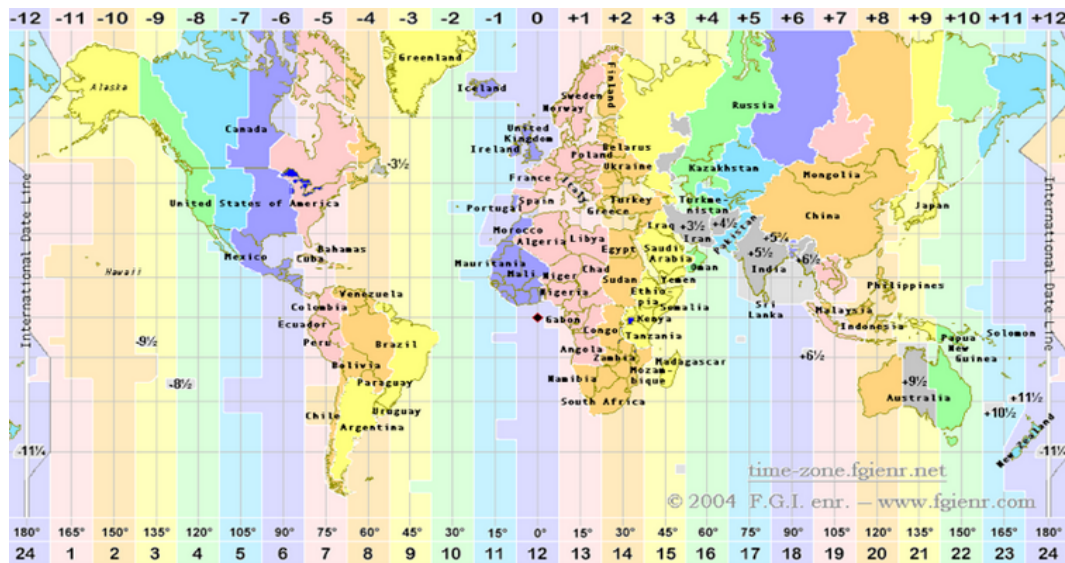 -12 -11 -10 -9 -8 -7 -6 -5 -4 -3 -2 -1 0 +1 +2 +3 +4 +5 +6 +7 +8 +9 +10 +11 +12
Greenland
Alaska
Iceland
Finland
Sweden
Norway
Russia
Canada
United
Kingdom
Ireland
Belarus
Poland
Ukraine
-3½
Kazakhstan
Mongolia
France
Italy
Spain
Turkey
Turkme-
nistan
United States of America
Portugal
Greece
Japan
China
International Date Line
International Date Line
Morocco
Iraq
+3½
Iran
+4½
Pakistan
+5¾
Algeria
Libya
Egypt
Saudi
Arabia
+5½
India
+6½
Bahamas
Mexico
Cuba
Hawaii
Mauritania
Mali
Niger
Chad
Sudan
Oman
Yemen
Nigeria
Ethio-
pia
Somalia
Philippines
Venezuela
Colombia
Sri
Lanka
Malaysia
Gabon
Kenya
Ecuador
Indonesia
Congo
Tanzania
Papua
New
Guinea
Solomon
-9½
Peru
Brazil
Angola
+6½
Zambia
Madagascar
Bolivia
-8½
Mozam-
bique
Namibia
+9½
Australia
Paraguay
+11½
South Africa
+10½
Uruguay
Chile
Argentina
New Zealand
-11¼
-11¼
time-zone.fgienr.net
© 2004 F.G.I. enr. – www.fgienr.com
180° 165° 150° 135° 120° 105° 90° 75° 60° 45° 30° 15° 0° 15° 30° 45° 60° 75° 90° 105° 120° 135° 150° 165° 180°
24 1 2 3 4 5 6 7 8 9 10 11 12 13 14 15 16 17 18 19 20 21 22 23 24